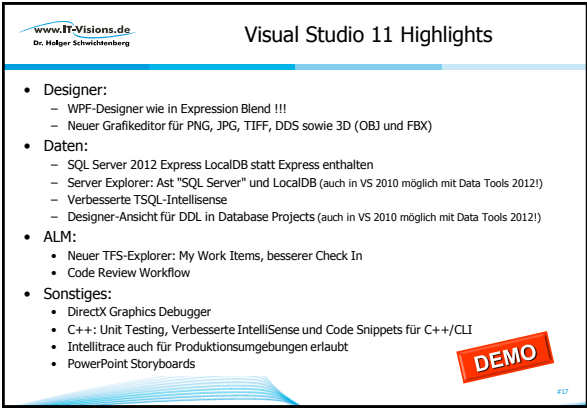 www.IT-Visions.de
Dr. Holger Schwichtenberg
Visual Studio 11 Highlights
• Designer:
– WPF-Designer wie in Expression Blend !!!
– Neuer Grafikeditor für PNG, JPG, TIFF, DDS sowie 3D (OBJ und FBX)
• Daten:
– SQL Server 2012 Express LocalDB statt Express enthalten
– Server Explorer: Ast "SQL Server" und LocalDB (auch in VS 2010 möglich mit Data Tools 2012!)
– Verbesserte TSQL-Intellisense
– Designer-Ansicht für DDL in Database Projects (auch in VS 2010 möglich mit Data Tools 2012!)
• ALM:
• Neuer TFS-Explorer: My Work Items, besserer Check In
• Code Review Workflow
• Sonstiges:
• DirectX Graphics Debugger
• C++: Unit Testing, Verbesserte IntelliSense und Code Snippets für C++/CLI
• Intellitrace auch für Produktionsumgebungen erlaubt
• PowerPoint Storyboards
DEMO
#17